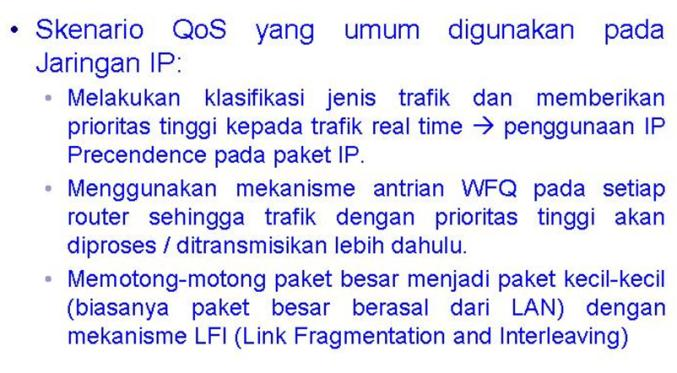 • Skenario QoS yang umum digunakan pada
Jaringan IP:
• Melakukan klasifikasi jenis trafik dan memberikan
prioritas tinggi kepada trafik real time → penggunaan IP
Precendence pada paket IP.
• Menggunakan mekanisme antrian WFQ pada setiap
router sehingga trafik dengan prioritas tinggi akan
diproses / ditransmisikan lebih dahulu.
• Memotong-motong paket besar menjadi paket kecil-kecil
(biasanya paket besar berasal dari LAN) dengan
mekanisme LFI (Link Fragmentation and Interleaving)